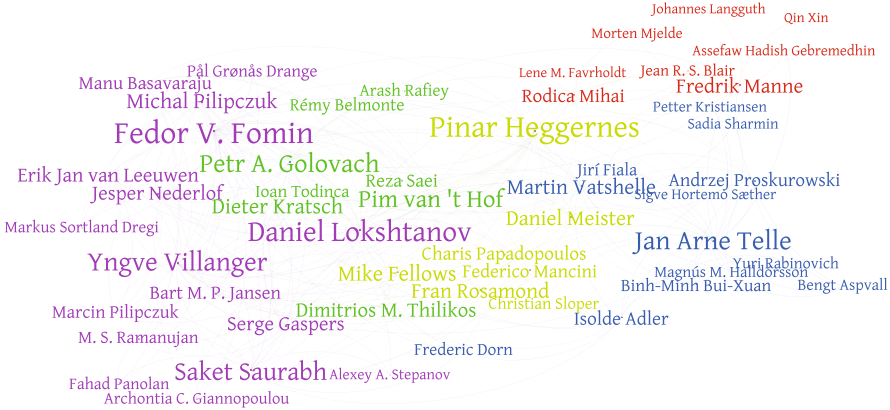 Johannes Langguth
Qin Xin
Morten Mjelde
Assefaw Hadish Gebremedhin
Pål Grønås Drange
Lene M. Favrholdt
Jean R. S. Blair
Manu Basavaraju
Arash Rafiey
Fredrik Manne
Michal Pilipczuk
Rémy Belmonte
Rodica Mihai
Petter Kristiansen
Sadia Sharmin
Fedor V. Fomin
Pinar Heggernes
Petr A. Golovach
Jirí Fiala
Erik Jan van Leeuwen
Reza Saei
Andrzej Proskurowski
Jesper Nederlof
Ioan Todinca
Martin Vatshelle
Sigve Hortemo Sæther
Dieter Kratsch
Pim van 't Hof
Daniel Meister
Markus Sortland Dregi
Daniel Lokshtanov
Jan Arne Telle
Charis Papadopoulos
Yngve Villanger
Yuri Rabinovich
Mike Fellows
Federico Mancini
Magnús M. Halldórsson
Bart M. P. Jansen
Fran Rosamond
Binh-Minh Bui-Xuan
Bengt Aspvall
Christian Sloper
Marcin Pilipczuk
Dimitrios M. Thilikos
Serge Gaspers
Isolde Adler
M. S. Ramanujan
Frederic Dorn
Saket Saurabh
Alexey A. Stepanov
Fahad Panolan
Archontia C. Giannopoulou